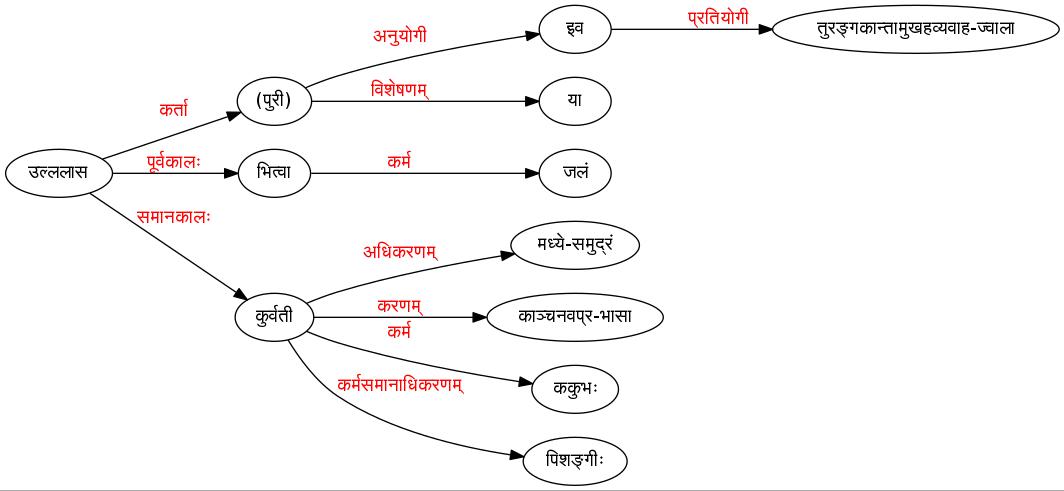 प्रतियोगी
इव
तुरङ्गकान्तामुखहव्यवाह-ज्वाला
अनुयोगी
विशेषणम्
(पुरी)
या
कर्ता
पूर्वकालः
कर्म
उल्ललास
भित्वा
जलं
समानकालः
अधिकरणम्
मध्ये-समुद्रं
करणम्
कुर्वती
काञ्चनवप्र-भासा
कर्म
ककुभः
कर्मसमानाधिकरणम्
पिशङ्गीः